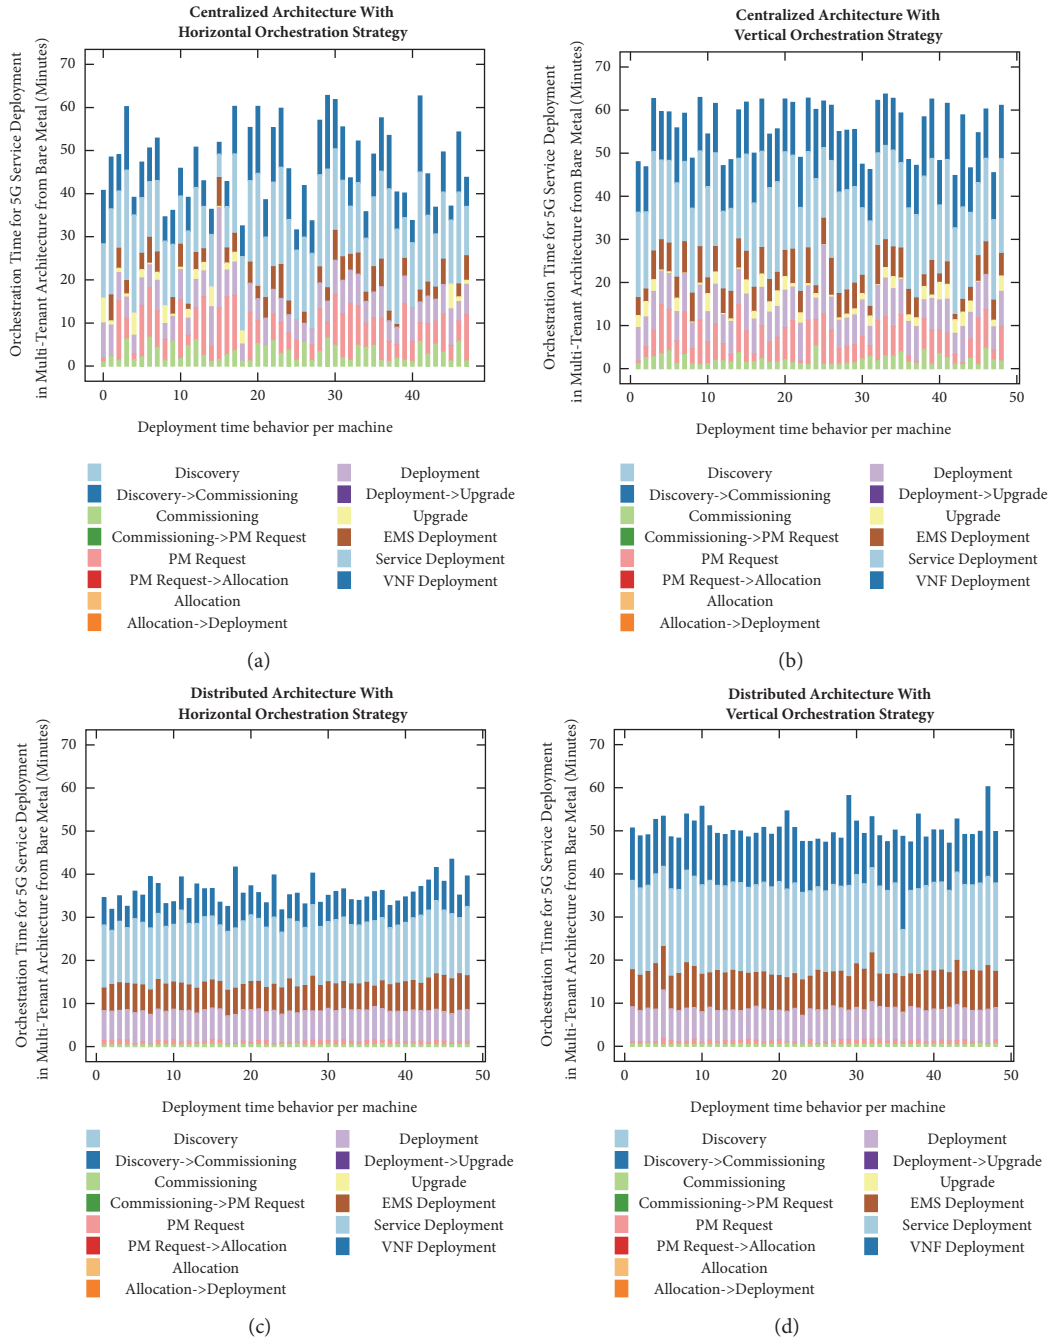 Centralized Architecture With
Horizontal Orchestration Strategy
Orchestration Time for 5G Service Deployment
in Multi-Tenant Architecture from Bare Metal (Minutes)
70
60
50
40
30
20
10
0
0 10 20 30 40
Deployment time behavior per machine
Discovery
Discovery->Commissioning
Commissioning
Commissioning->PM Request
PM Request
PM Request->Allocation
Allocation
Allocation->Deployment
Deployment
Deployment->Upgrade
Upgrade
EMS Deployment
Service Deployment
VNF Deployment
(a)
Centralized Architecture With
Vertical Orchestration Strategy
Orchestration Time for 5G Service Deployment
in Multi-Tenant Architecture from Bare Metal (Minutes)
70
60
50
40
30
20
10
0
0 10 20 30 40 50
Deployment time behavior per machine
Discovery
Discovery->Commissioning
Commissioning
Commissioning->PM Request
PM Request
PM Request->Allocation
Allocation
Allocation->Deployment
Deployment
Deployment->Upgrade
Upgrade
EMS Deployment
Service Deployment
VNF Deployment
(b)
Distributed Architecture With
Horizontal Orchestration Strategy
Orchestration Time for 5G Service Deployment
in Multi-Tenant Architecture from Bare Metal (Minutes)
70
60
50
40
30
20
10
0
0 10 20 30 40 50
Deployment time behavior per machine
Discovery
Discovery->Commissioning
Commissioning
Commissioning->PM Request
PM Request
PM Request->Allocation
Allocation
Allocation->Deployment
Deployment
Deployment->Upgrade
Upgrade
EMS Deployment
Service Deployment
VNF Deployment
(c)
Distributed Architecture With
Vertical Orchestration Strategy
Orchestration Time for 5G Service Deployment
in Multi-Tenant Architecture from Bare Metal (Minutes)
70
60
50
40
30
20
10
0
0 10 20 30 40 50
Deployment time behavior per machine
Discovery
Discovery->Commissioning
Commissioning
Commissioning->PM Request
PM Request
PM Request->Allocation
Allocation
Allocation->Deployment
Deployment
Deployment->Upgrade
Upgrade
EMS Deployment
Service Deployment
VNF Deployment
(d)